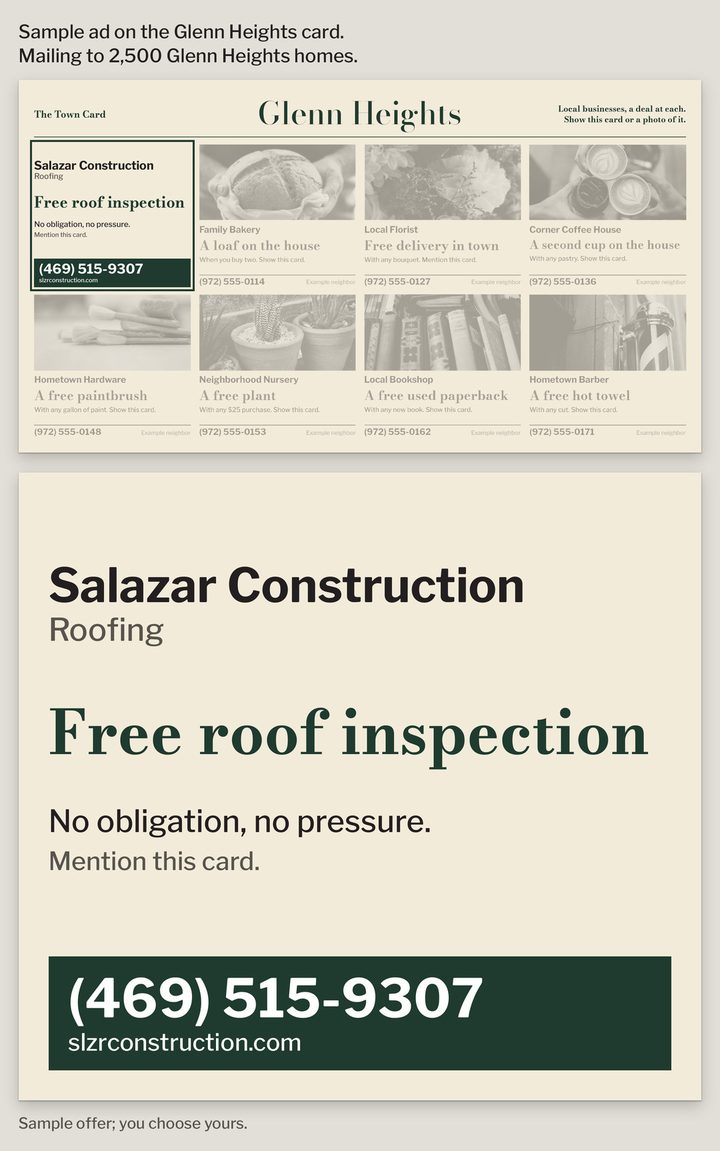 Sample ad on the Glenn Heights card.
Mailing to 2,500 Glenn Heights homes.
The Town Card
Glenn Heights
Local businesses, a deal at each.
Show this card or a photo of it.
Salazar Construction
Roofing
Free roof inspection
No obligation, no pressure.
Mention this card.
(469) 515-9307
slzrconstruction.com
Family Bakery
A loaf on the house
When you buy two. Show this card.
(972) 555-0114 Example neighbor
Local Florist
Free delivery in town
With any bouquet. Mention this card.
(972) 555-0127 Example neighbor
Corner Coffee House
A second cup on the house
With any pastry. Show this card.
(972) 555-0136 Example neighbor
Hometown Hardware
A free paintbrush
With any gallon of paint. Show this card.
(972) 555-0148 Example neighbor
Neighborhood Nursery
A free plant
With any $25 purchase. Show this card.
(972) 555-0153 Example neighbor
Local Bookshop
A free used paperback
With any new book. Show this card.
(972) 555-0162 Example neighbor
Hometown Barber
A free hot towel
With any cut. Show this card.
(972) 555-0171 Example neighbor
Salazar Construction
Roofing
Free roof inspection
No obligation, no pressure.
Mention this card.
(469) 515-9307
slzrconstruction.com
Sample offer; you choose yours.